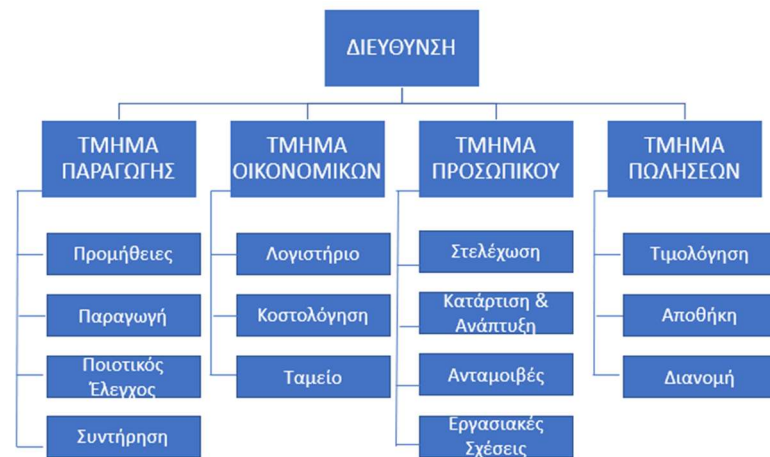 ΔΙΕΥΘΥΝΣΗ
ΤΜΗΜΑ
ΠΑΡΑΓΩΓΗΣ
Προμήθειες
Παραγωγή
Ποιοτικός
Έλεγχος
Συντήρηση
ΤΜΗΜΑ
ΟΙΚΟΝΟΜΙΚΩΝ
Λογιστήριο
Κοστολόγηση
Ταμείο
ΤΜΗΜΑ
ΠΡΟΣΩΠΙΚΟΥ
Στελέχωση
Κατάρτιση &
Ανάπτυξη
Ανταμοιβές
Εργασιακές
Σχέσεις
ΤΜΗΜΑ
ΠΩΛΗΣΕΩΝ
Τιμολόγηση
Αποθήκη
Διανομή